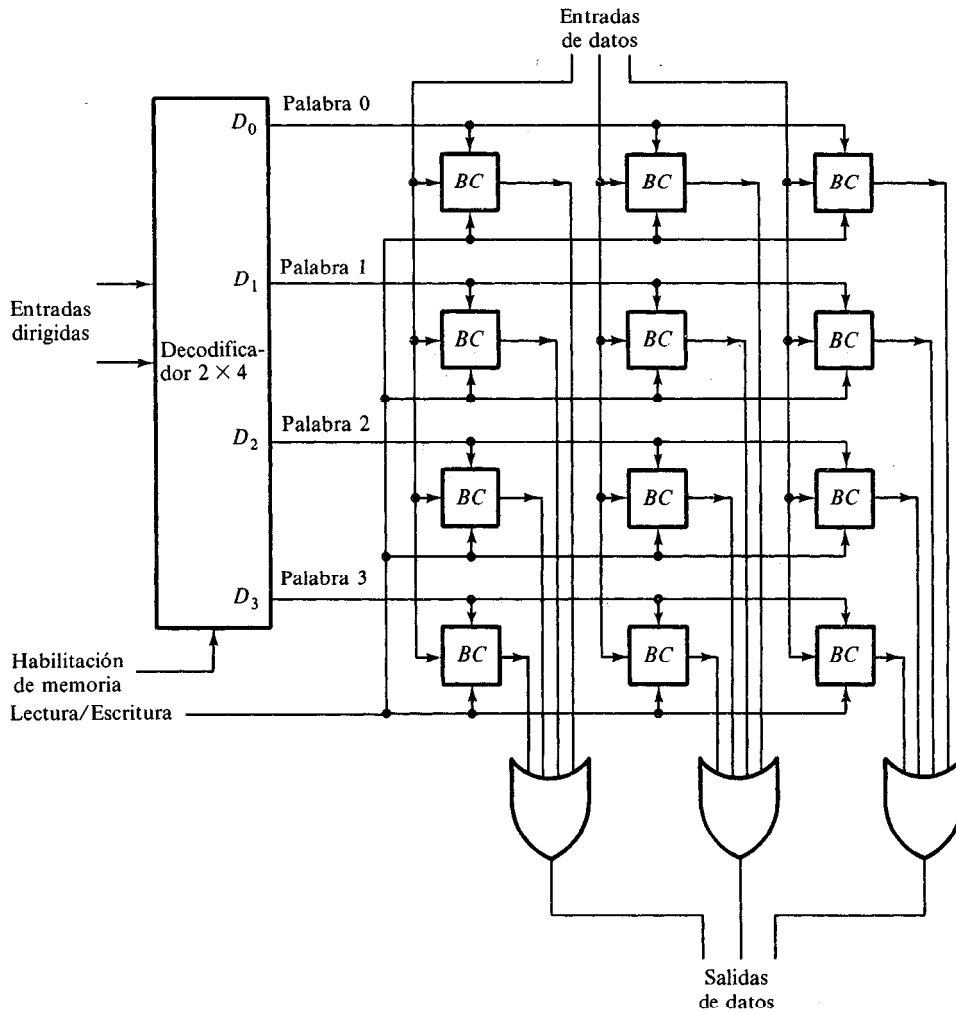 Entradas
de datos
Palabra 0
D₀
BC
BC
BC
Palabra 1
D₁
BC
BC
BC
Entradas
dirigidas
Decodifica-
dor 2 × 4
Palabra 2
D₂
BC
BC
BC
Palabra 3
D₃
BC
BC
BC
Habilitación
de memoria
Lectura/Escritura
Salidas
de datos